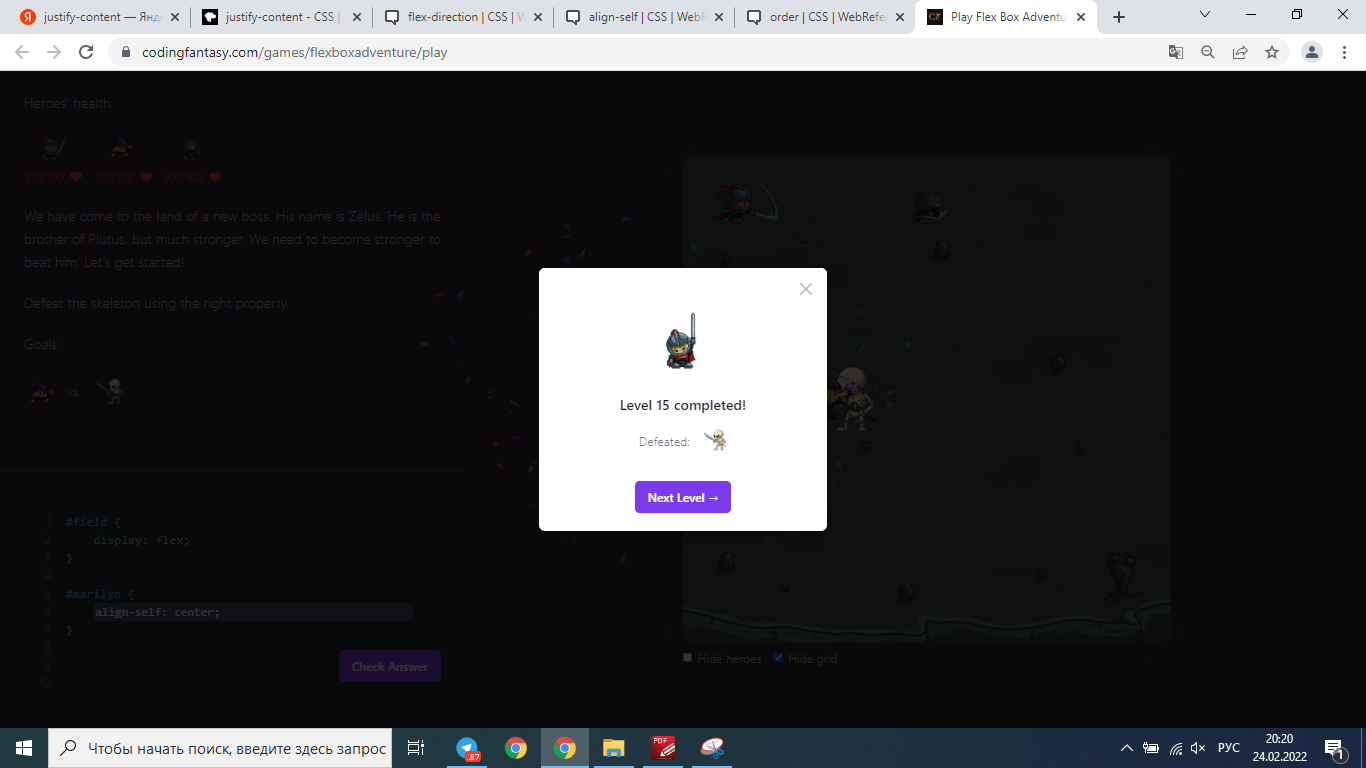 justify-content — Янд
justify-content - CSS |
flex-direction | CSS | W
align-self | CSS | WebR
order | CSS | WebRefe
Play Flex Box Adventu
codingfantasy.com/games/flexboxadventure/play
Heroes' health:
100/100 100/100 100/100
We have come to the land of a new boss. His name is Zelus. He is the
brother of Plutus, but much stronger. We need to become stronger to
beat him. Let's get started!
Defeat the skeleton using the right property.
Goals:
vs.
1 #field {
2 display: flex;
3 }
4
5 #marilyn {
6 align-self: center;
7 }
8
9
10
Check Answer
Level 15 completed!
Defeated:
Next Level →
Hide heroes Hide grid
Чтобы начать поиск, введите здесь запрос
87
PDF
РУС
20:20
24.02.2022
1